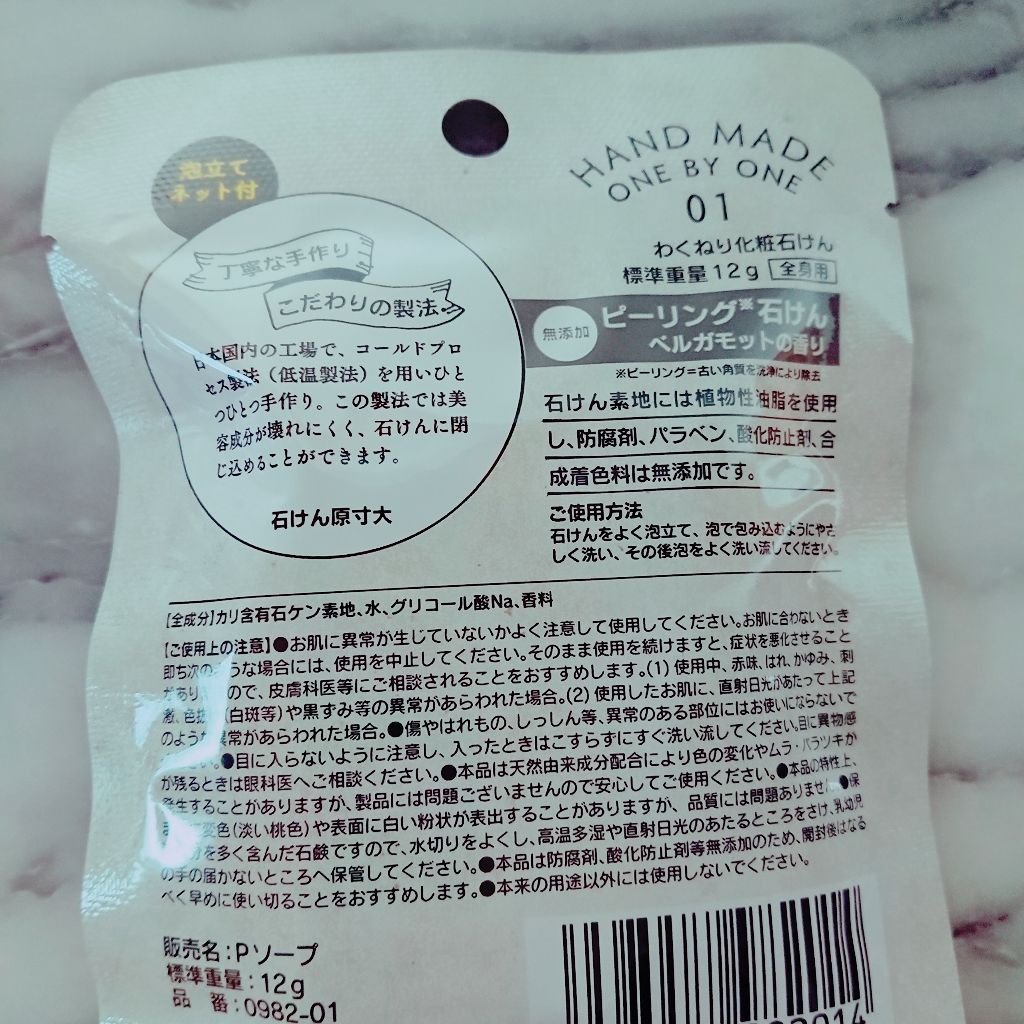 泡立て
ネット付
HAND MADE
ONE BY ONE
01
わくねり化粧石けん
標準重量12g 全身用
丁寧な手作り
こだわりの製法
日本国内の工場で、コールドプロ
セス製法（低温製法）を用いひと
つひとつ手作り。この製法では美
容成分が壊れにくく、石けんに閉
じ込めることができます。
石けん原寸大
無添加
ピーリング※石けん
ベルガモットの香り
※ピーリング=古い角質を洗浄により除去
石けん素地には植物性油脂を使用
し、防腐剤、パラベン、酸化防止剤、合
成着色料は無添加です。
ご使用方法
石けんをよく泡立て、泡で包み込むようにやさ
しく洗い、その後泡をよく洗い流してください。
[全成分]カリ含有石ケン素地、水、グリコール酸Na、香料
[ご使用上の注意]●お肌に異常が生じていないかよく注意して使用してください。お肌に合わないとき
即ち次のような場合には、使用を中止してください。そのまま使用を続けますと、症状を悪化させること
がありますので、皮膚科医等にご相談されることをおすすめします。(1)使用中、赤味、はれ、かゆみ、刺
激、色抜(白斑等)や黒ずみ等の異常があらわれた場合。(2)使用したお肌に、直射日光があたって上記
のような異常があらわれた場合。●傷やはれもの、しっしん等、異常のある部位にはお使いにならないで
ください。●目に入らないように注意し、入ったときはこすらずにすぐ洗い流してください。目に異物感
が残るときは眼科医へご相談ください。●本品は天然由来成分配合により色の変化やムラ・バラツキが
発生することがありますが、製品には問題ございませんので安心してご使用ください。●本品の特性上、
変色(淡い桃色)や表面に白い粉状が表出することがありますが、品質には問題ありません。●保
分を多く含んだ石鹸ですので、水切りをよくし、高温多湿や直射日光のあたるところをさけ、乳幼児
の手の届かないところへ保管してください。●本品は防腐剤、酸化防止剤等無添加のため、開封後はなる
べく早めに使い切ることをおすすめします。●本来の用途以外には使用しないでください。
販売名:Pソープ
標準重量:12g
品 番:0982-01